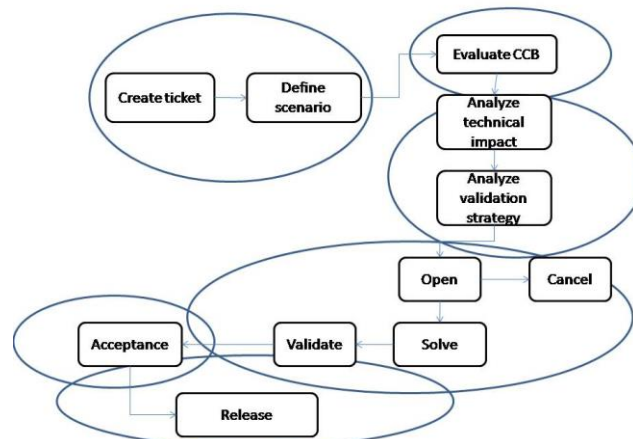 Evaluate CCB
Create ticket
Define
scenario
Analyze
technical
impact
Analyze
validation
strategy
Open
Cancel
Acceptance
Validate
Solve
Release